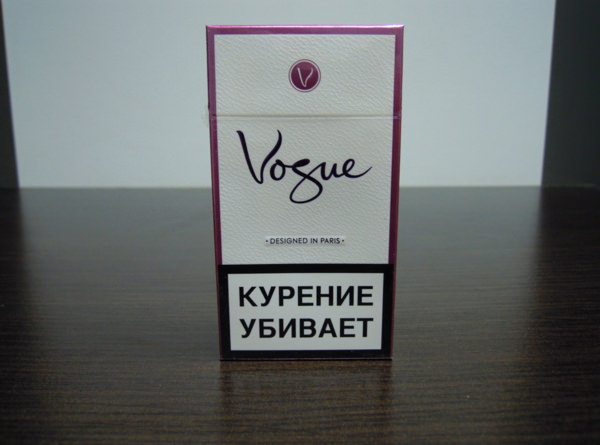 V
Vogue
• DESIGNED IN PARIS •
КУРЕНИЕ
УБИВАЕТ